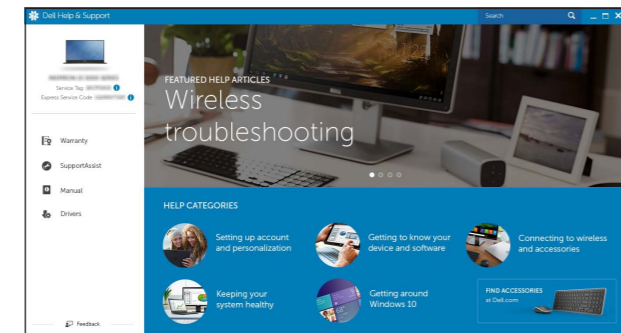 Dell Help & Support
Search
Service Tag:
Express Service Code:
Warranty
SupportAssist
Manual
Drivers
Feedback
FEATURED HELP ARTICLES
Wireless
troubleshooting
HELP CATEGORIES
Setting up account
and personalization
Getting to know your
device and software
Connecting to wireless
and accessories
Keeping your
system healthy
Getting around
Windows 10
FIND ACCESSORIES
at Dell.com